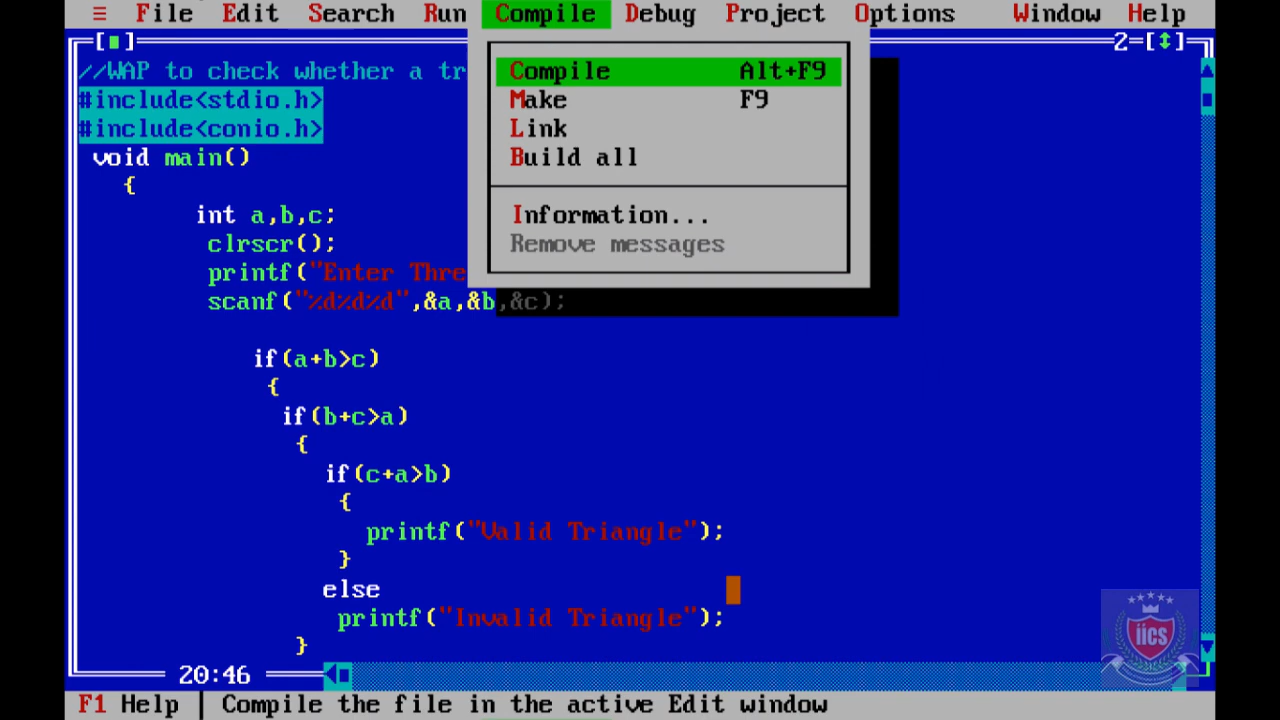 ≡ File Edit Search Run Compile Debug Project Options Window Help
[■] 2=[↕]
Compile Alt+F9
Make F9
Link
Build all
Information...
Remove messages
//WAP to check whether a tr
#include<stdio.h>
#include<conio.h>
void main()
{
int a,b,c;
clrscr();
printf("Enter Thre
scanf("%d%d%d",&a,&b,&c);
if(a+b>c)
{
if(b+c>a)
{
if(c+a>b)
{
printf("Valid Triangle");
}
else
printf("Invalid Triangle");
}
20:46
F1 Help | Compile the file in the active Edit window
iics